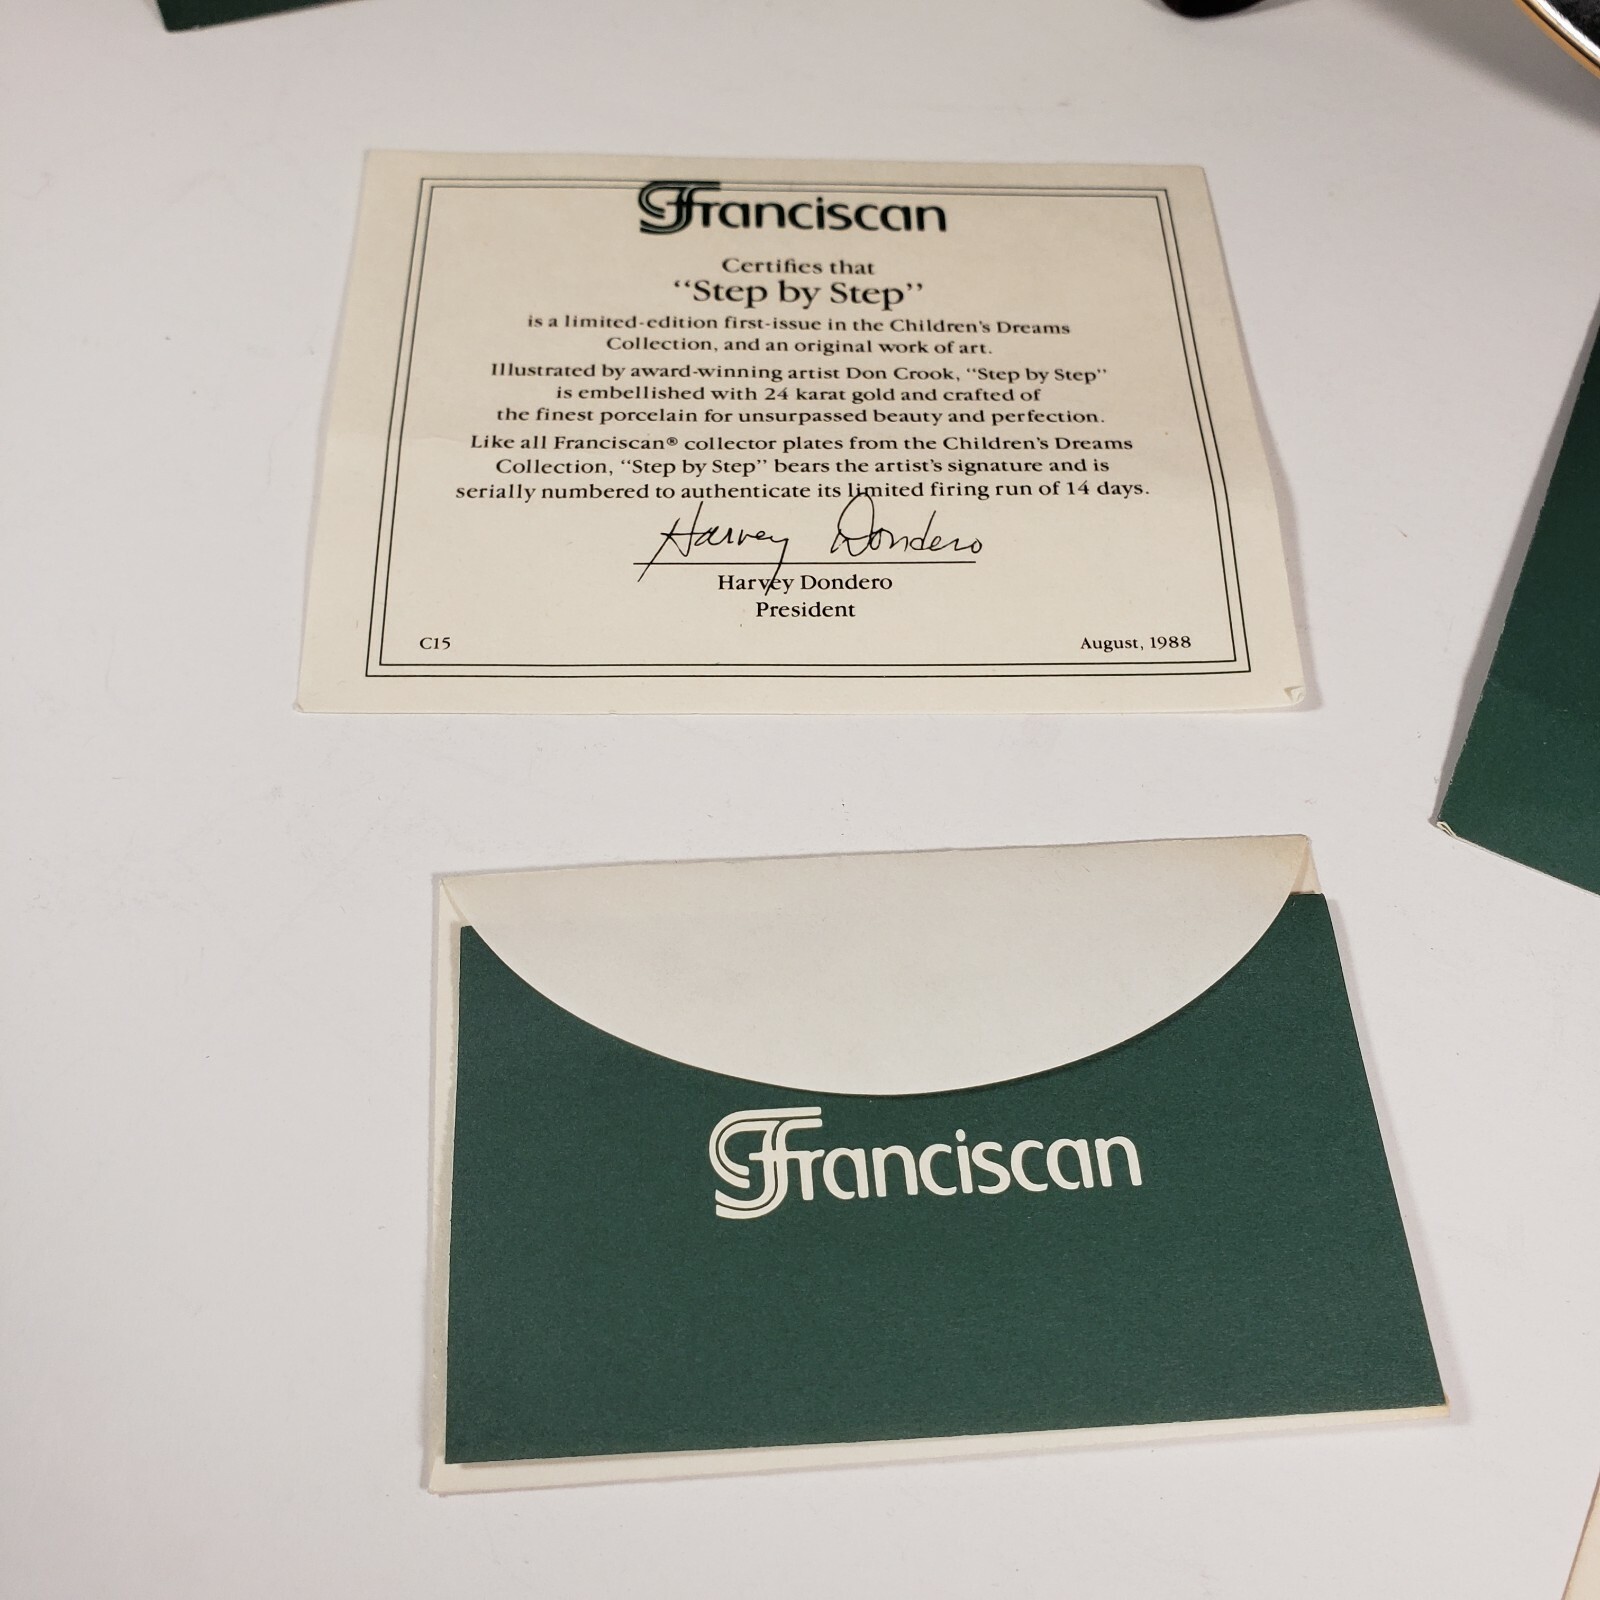 Franciscan
Certifies that
“Step by Step”
is a limited-edition first-issue in the Children’s Dreams
Collection, and an original work of art.
Illustrated by award-winning artist Don Crook, “Step by Step”
is embellished with 24 karat gold and crafted of
the finest porcelain for unsurpassed beauty and perfection.
Like all Franciscan® collector plates from the Children’s Dreams
Collection, “Step by Step” bears the artist’s signature and is
serially numbered to authenticate its limited firing run of 14 days.
Harvey Dondero
Harvey Dondero
President
C15
August, 1988
Franciscan